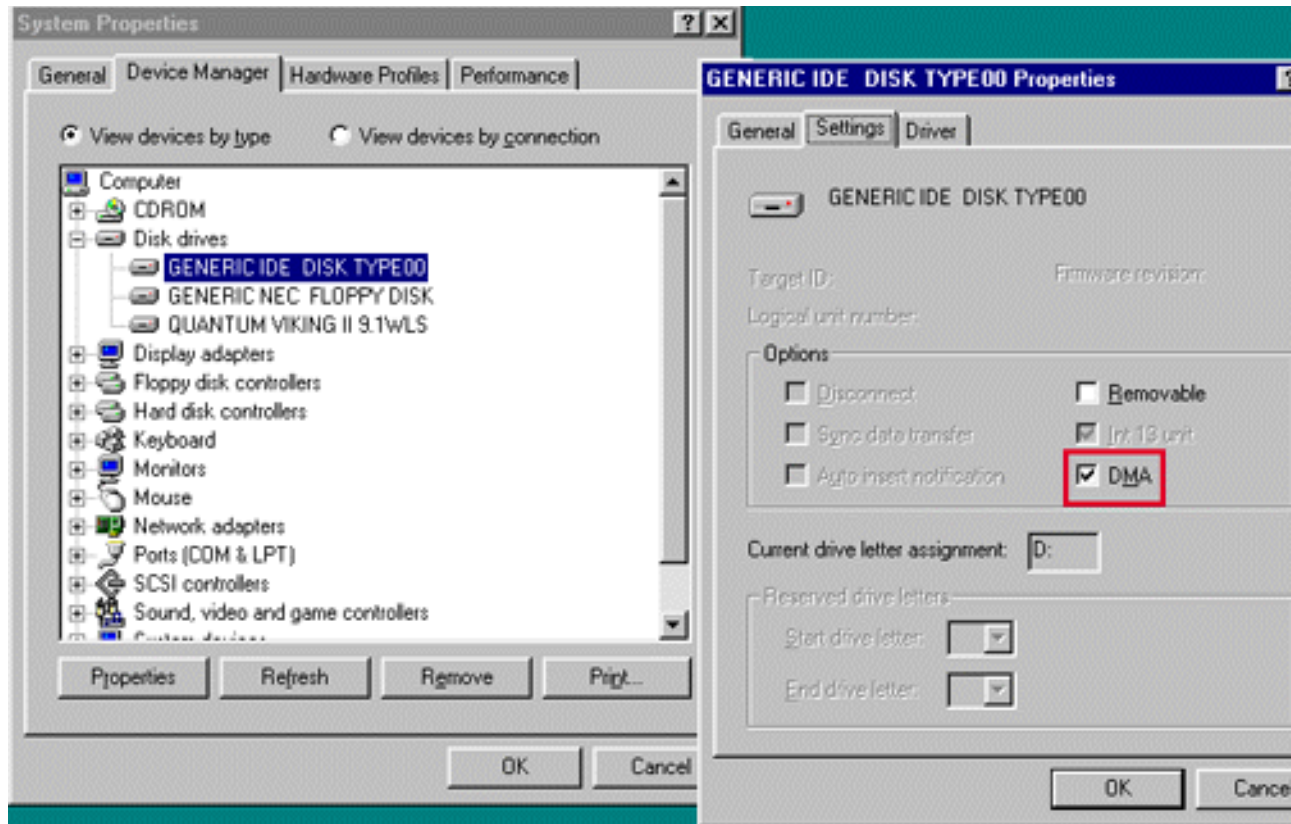 System Properties
General Device Manager Hardware Profiles Performance
View devices by type View devices by connection
Computer
CDROM
Disk drives
GENERIC IDE DISK TYPE00
GENERIC NEC FLOPPY DISK
QUANTUM VIKING II 9.1WLS
Display adapters
Floppy disk controllers
Hard disk controllers
Keyboard
Monitors
Mouse
Network adapters
Ports (COM & LPT)
SCSI controllers
Sound, video and game controllers
System devices
Properties Refresh Remove Print...
OK Cancel
GENERIC IDE DISK TYPE00 Properties
General Settings Driver
GENERIC IDE DISK TYPE00
Target ID: Firmware revision:
Logical unit number:
Options
Disconnect Removable
Sync data transfer Int 13 unit
Auto insert notification DMA
Current drive letter assignment: D:
Reserved drive letters
Start drive letter:
End drive letter:
OK Cancel